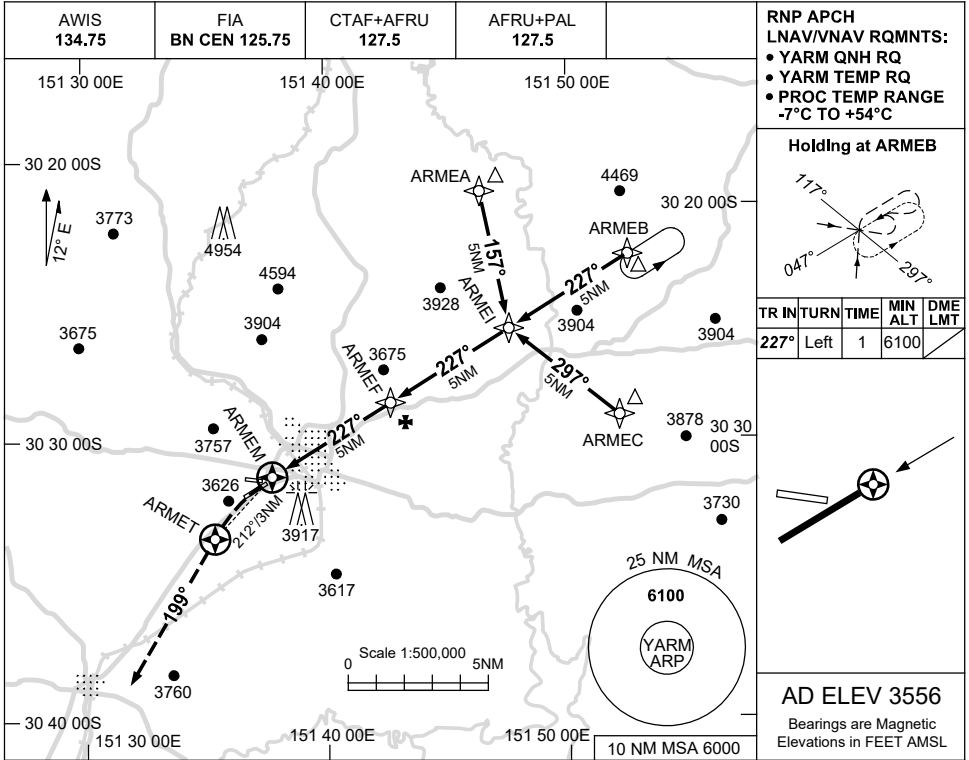 AWIS
134.75
FIA
BN CEN 125.75
CTAF+AFRU
127.5
AFRU+PAL
127.5
RNP APCH
LNAV/VNAV RQMNTS:
• YARM QNH RQ
• YARM TEMP RQ
• PROC TEMP RANGE
-7°C TO +54°C
151 30 00E
151 40 00E
151 50 00E
30 20 00S
30 20 00S
12° E
3773
4954
4594
3904
3675
ARMEA
157°
5NM
4469
ARMEB
227°
5NM
3928
ARMEI
3904
3904
3675
ARMEF
227°
5NM
297°
5NM
ARMEC
3878
30 30
00S
30 30 00S
3757
ARMEM
227°
5NM
3626
ARMET
212°/3NM
3917
3730
3617
199°
3760
Scale 1:500,000
0
5NM
25 NM MSA
6100
YARM
ARP
30 40 00S
151 30 00E
151 40 00E
151 50 00E
10 NM MSA 6000
Holding at ARMEB
117°
047°
297°
TR IN
TURN
TIME
MIN
ALT
DME
LMT
227°
Left
1
6100
AD ELEV 3556
Bearings are Magnetic
Elevations in FEET AMSL